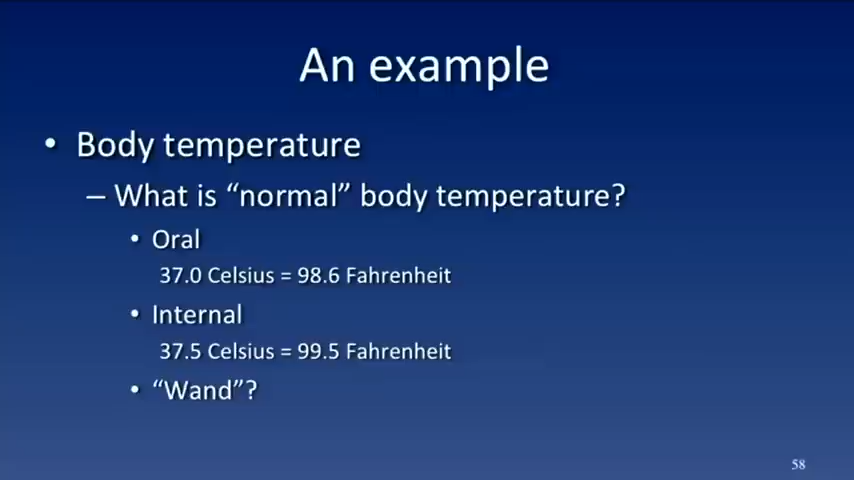 An example
• Body temperature
– What is “normal” body temperature?
• Oral
37.0 Celsius = 98.6 Fahrenheit
• Internal
37.5 Celsius = 99.5 Fahrenheit
• “Wand”?
58